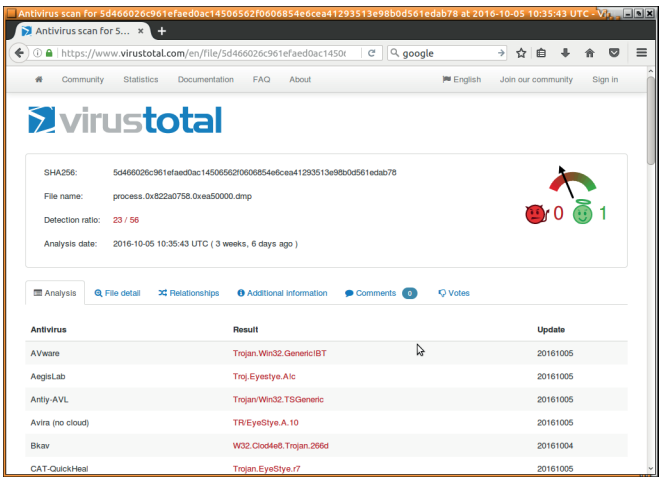 Antivirus scan for 5d466026c961efaed0ac14506562f0606854e6cea41293513e98b0d561edab78 at 2016-10-05 10:35:43 UTC - Vi
Antivirus scan for 5... × +
https://www.virustotal.com/en/file/5d466026c961efaed0ac1450 google
Community Statistics Documentation FAQ About English Join our community Sign in
virustotal
SHA256: 5d466026c961efaed0ac14506562f0606854e6cea41293513e98b0d561edab78
File name: process.0x822a0758.0xea50000.dmp
Detection ratio: 23 / 56
0 1
Analysis date: 2016-10-05 10:35:43 UTC ( 3 weeks, 6 days ago )
Analysis File detail Relationships Additional information Comments 0 Votes
Antivirus Result Update
AVware Trojan.Win32.Generic!BT 20161005
AegisLab Troj.Eyestye.A!c 20161005
Antiy-AVL Trojan/Win32.TSGeneric 20161005
Avira (no cloud) TR/EyeStye.A.10 20161005
Bkav W32.Clod4e8.Trojan.266d 20161004
CAT-QuickHeal Trojan.EyeStye.r7 20161005